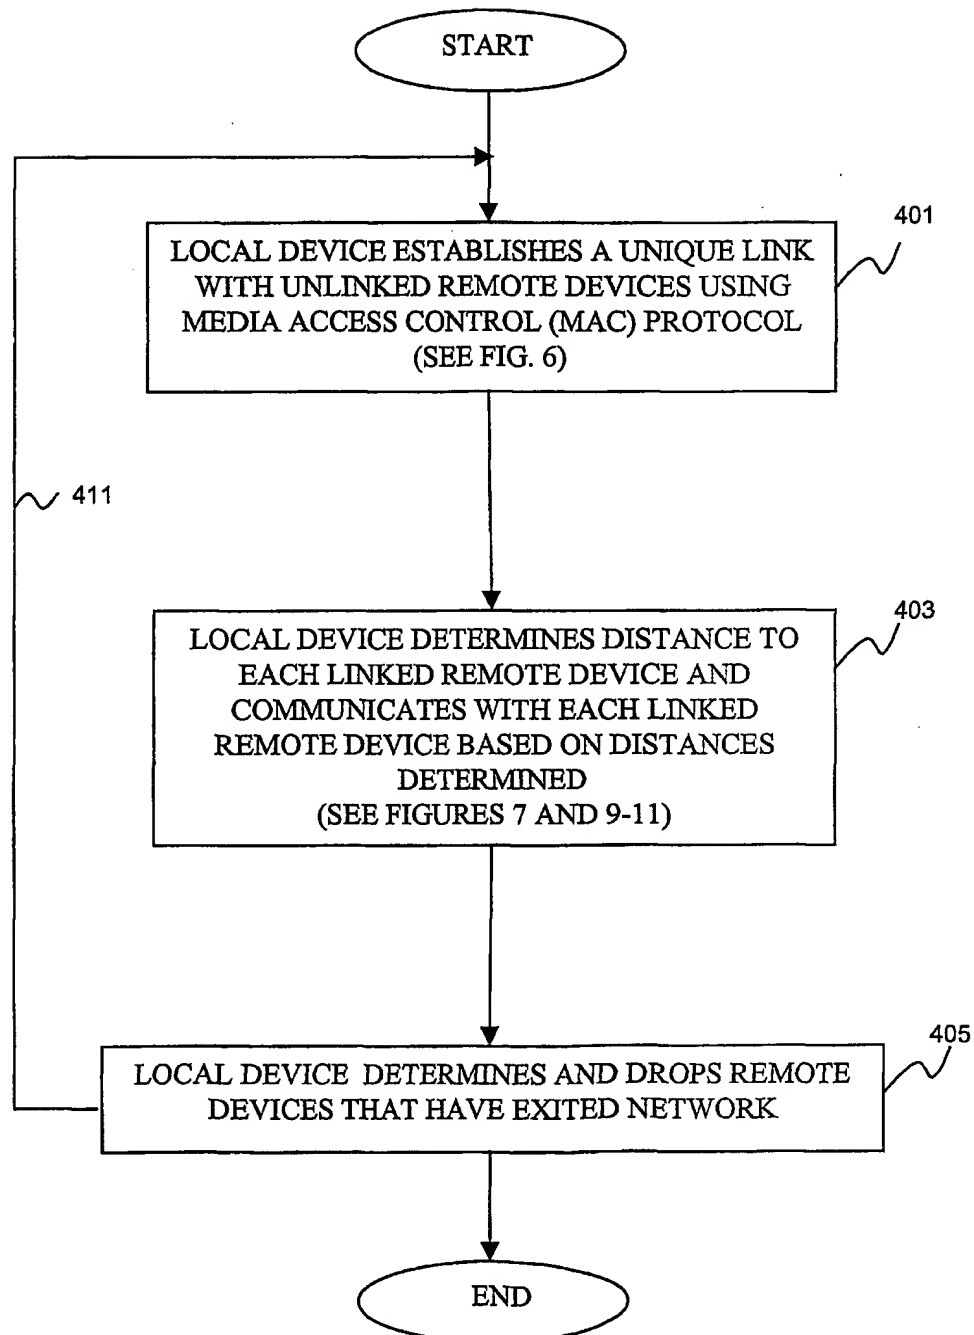 START
401
LOCAL DEVICE ESTABLISHES A UNIQUE LINK
WITH UNLINKED REMOTE DEVICES USING
MEDIA ACCESS CONTROL (MAC) PROTOCOL
(SEE FIG. 6)
411
403
LOCAL DEVICE DETERMINES DISTANCE TO
EACH LINKED REMOTE DEVICE AND
COMMUNICATES WITH EACH LINKED
REMOTE DEVICE BASED ON DISTANCES
DETERMINED
(SEE FIGURES 7 AND 9-11)
405
LOCAL DEVICE DETERMINES AND DROPS REMOTE
DEVICES THAT HAVE EXITED NETWORK
END